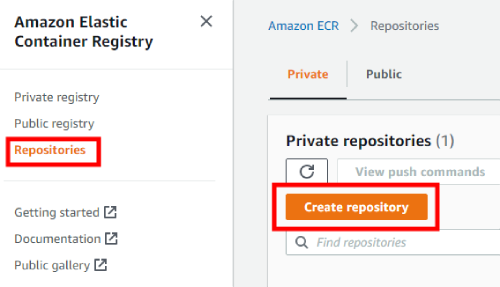 Amazon Elastic
Container Registry
Private registry
Public registry
Repositories
Getting started
Documentation
Public gallery
Amazon ECR > Repositories
Private Public
Private repositories (1)
View push commands
Create repository
Find repositories